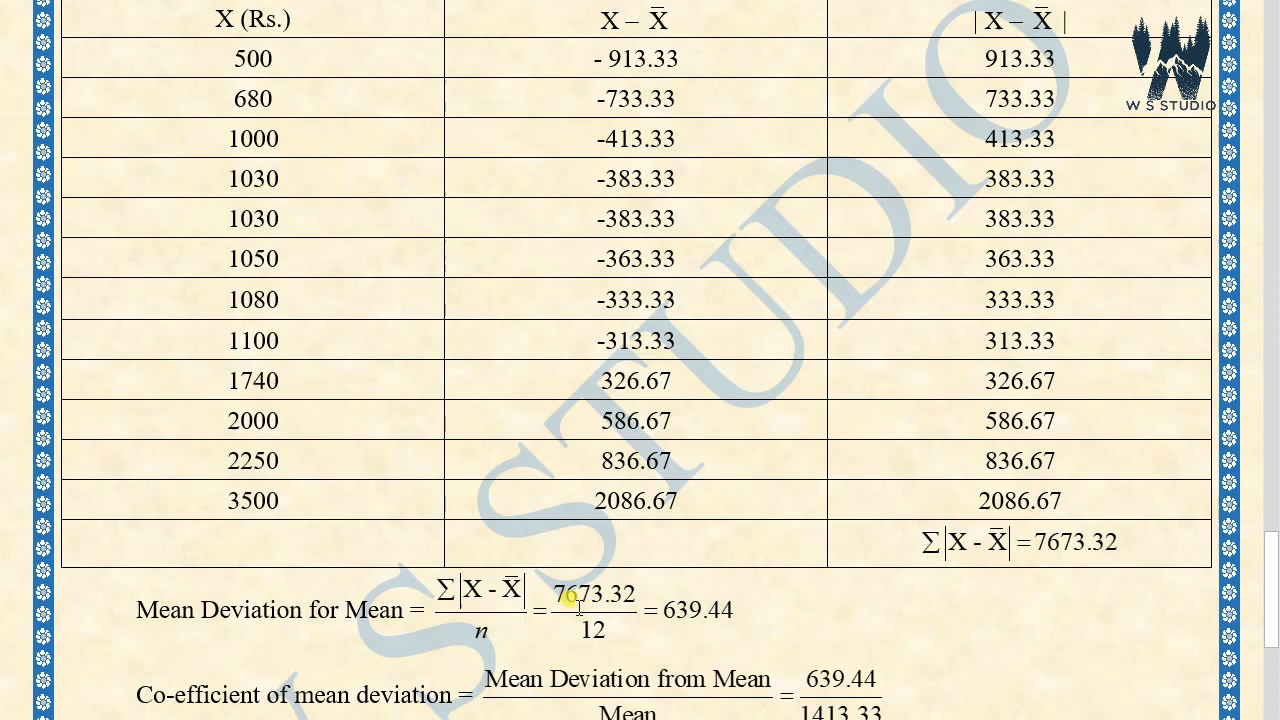 X (Rs.) X – X̅ | X – X̅ |
500 - 913.33 913.33
680 -733.33 733.33
1000 -413.33 413.33
1030 -383.33 383.33
1030 -383.33 383.33
1050 -363.33 363.33
1080 -333.33 333.33
1100 -313.33 313.33
1740 326.67 326.67
2000 586.67 586.67
2250 836.67 836.67
3500 2086.67 2086.67
∑|X - X̅| = 7673.32
Mean Deviation for Mean = ∑|X - X̅| / n = 7673.32 / 12 = 639.44
Co-efficient of mean deviation = Mean Deviation from Mean / Mean = 639.44 / 1413.33
W S STUDIO
W S STUDIO